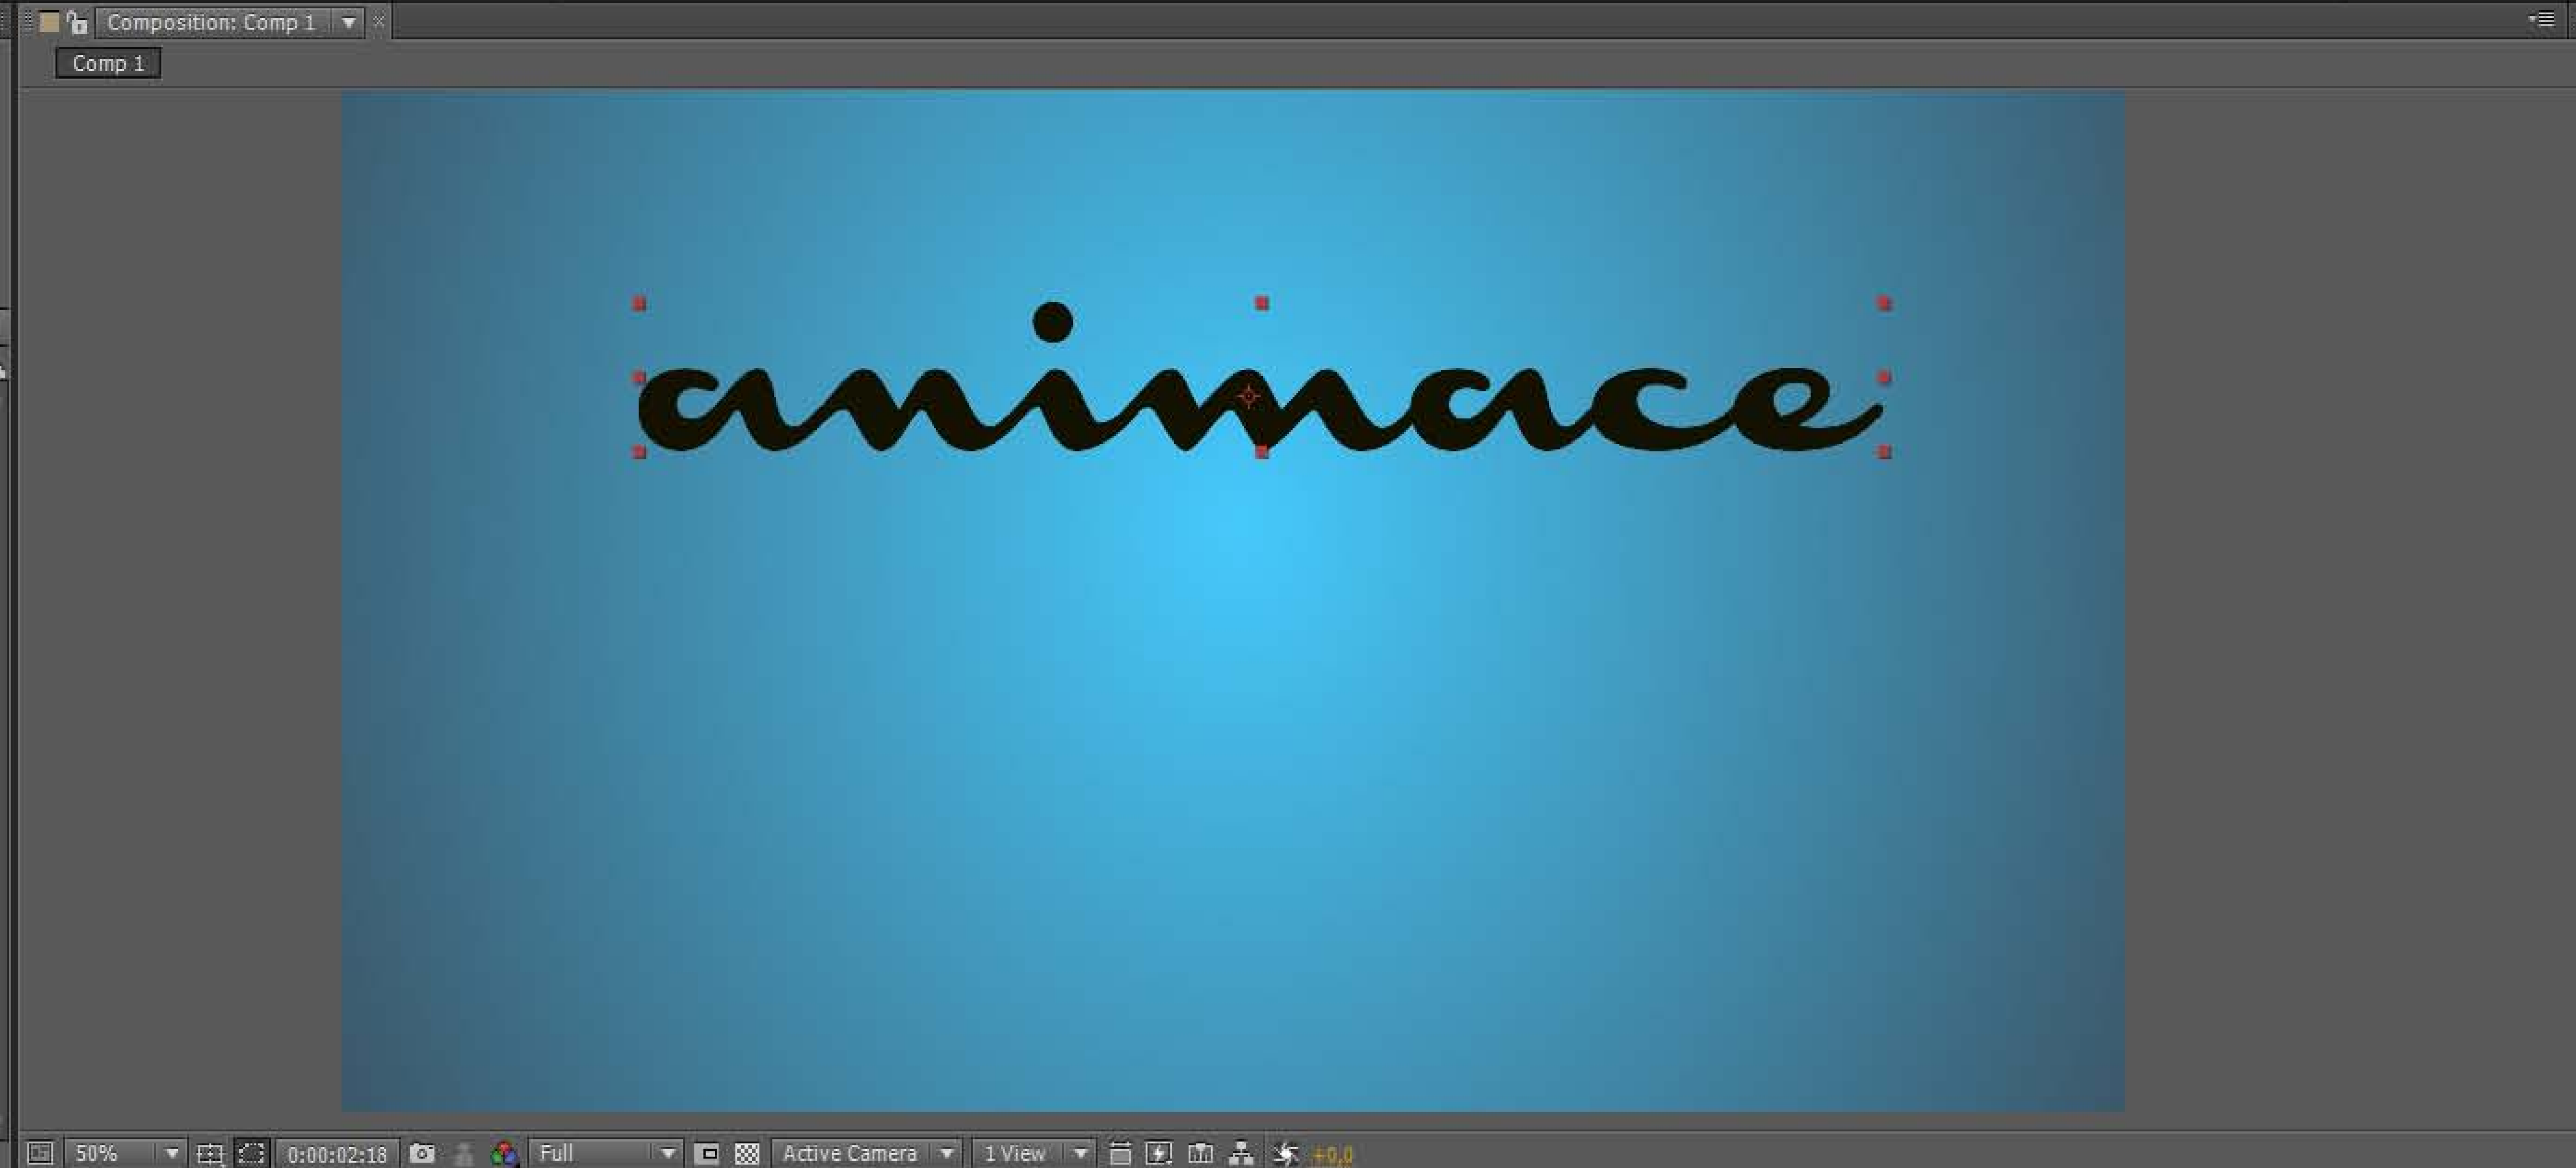 Composition: Comp 1
Comp 1
animace
50% 0:00:02:18 Full Active Camera 1 View +0,0